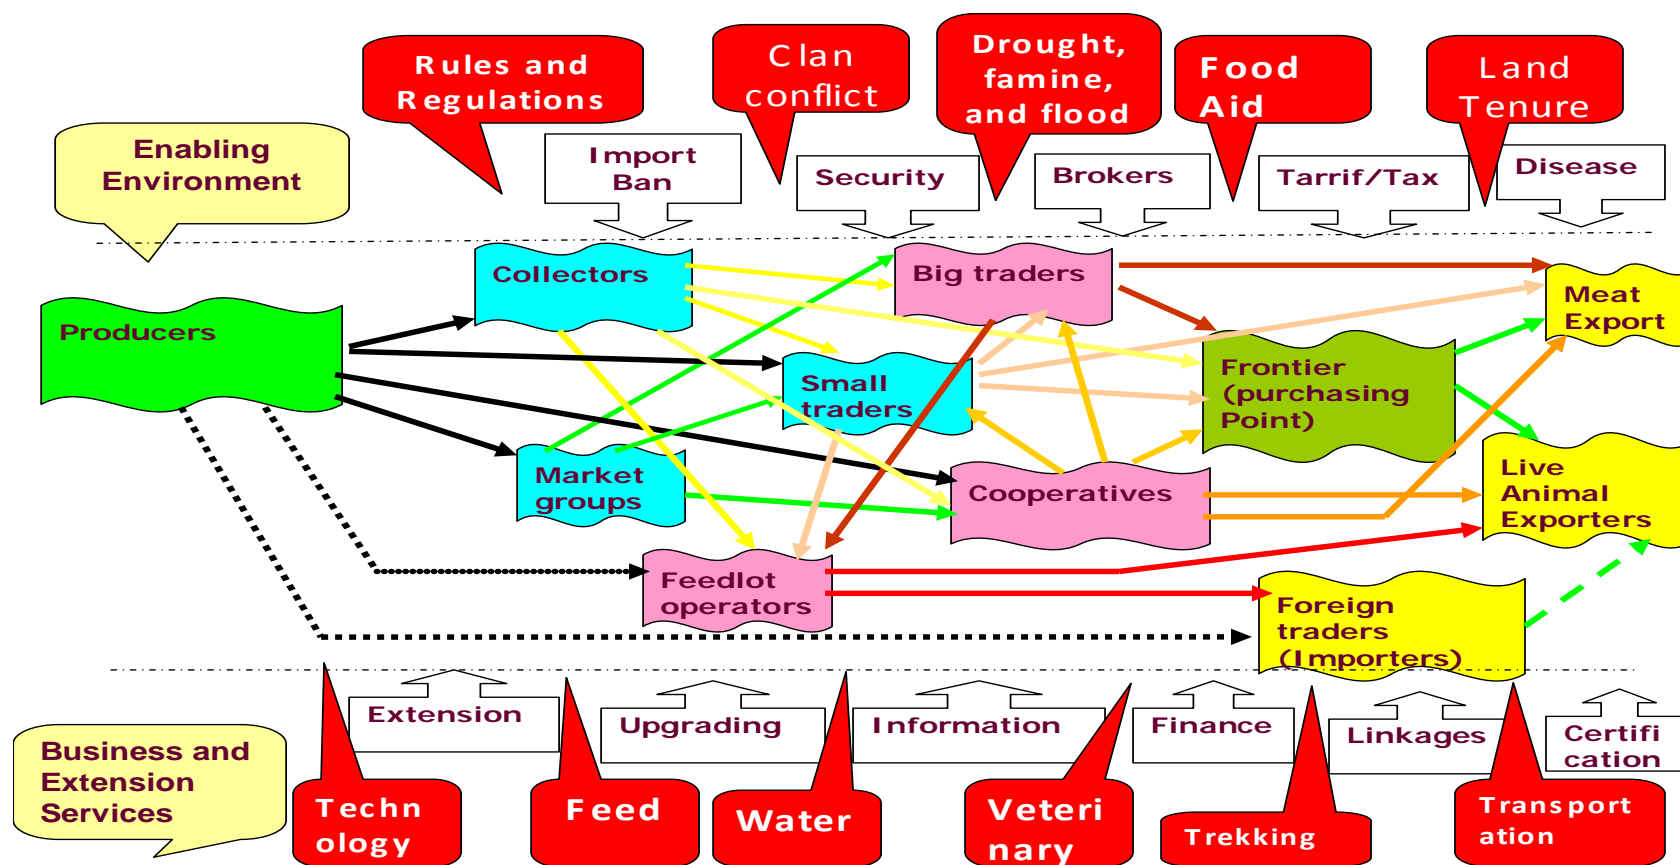 Rules and
Regulations
Clan
conflict
Drought,
famine,
and flood
Food
Aid
Land
Tenure
Enabling
Environment
Import
Ban
Security
Brokers
Tarrif/Tax
Disease
Collectors
Big traders
Meat
Export
Producers
Small
traders
Frontier
(purchasing
Point)
Market
groups
Cooperatives
Live
Animal
Exporters
Feedlot
operators
Foreign
traders
(Importers)
Extension
Upgrading
Information
Finance
Linkages
Certifi
cation
Business and
Extension
Services
Techn
ology
Feed
Water
Veteri
nary
Trekking
Transport
ation